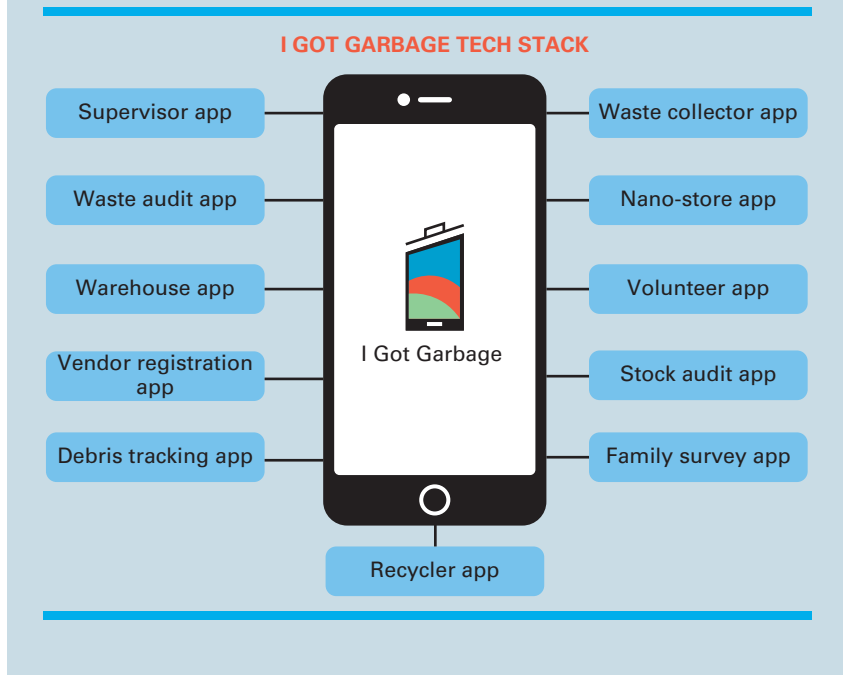 I GOT GARBAGE TECH STACK
Supervisor app
Waste collector app
Waste audit app
Nano-store app
Warehouse app
Volunteer app
I Got Garbage
Vendor registration
app
Stock audit app
Debris tracking app
Family survey app
Recycler app